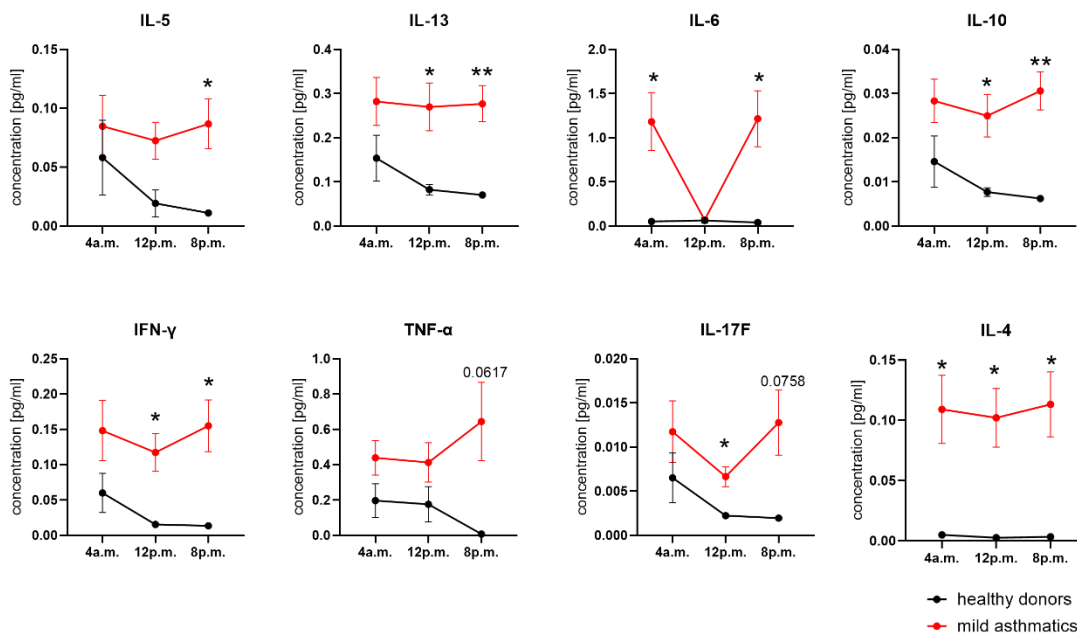 IL-5
IL-13
IL-6
IL-10
concentration [pg/ml]
0.15
0.10
0.05
0.00
*
4a.m. 12p.m. 8p.m.
concentration [pg/ml]
0.4
0.3
0.2
0.1
0.0
* **
4a.m. 12p.m. 8p.m.
concentration [pg/ml]
2.0
1.5
1.0
0.5
0.0
* *
4a.m. 12p.m. 8p.m.
concentration [pg/ml]
0.04
0.03
0.02
0.01
0.00
* **
4a.m. 12p.m. 8p.m.
IFN-γ
TNF-α
IL-17F
IL-4
concentration [pg/ml]
0.25
0.20
0.15
0.10
0.05
0.00
* *
4a.m. 12p.m. 8p.m.
concentration [pg/ml]
1.0
0.8
0.6
0.4
0.2
0.0
0.0617
4a.m. 12p.m. 8p.m.
concentration [pg/ml]
0.020
0.015
0.010
0.005
0.000
* 0.0758
4a.m. 12p.m. 8p.m.
concentration [pg/ml]
0.15
0.10
0.05
0.00
* * *
4a.m. 12p.m. 8p.m.
healthy donors
mild asthmatics